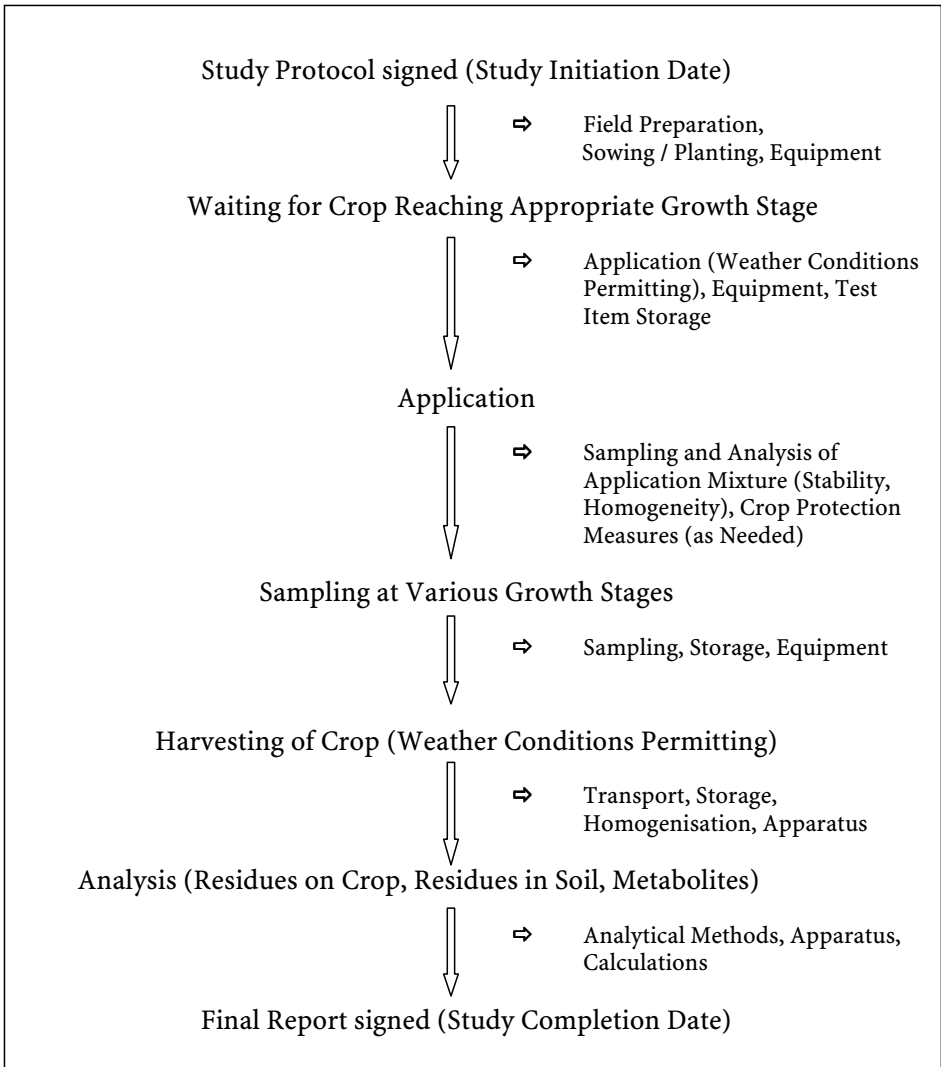 Study Protocol signed (Study Initiation Date)
Field Preparation,
Sowing / Planting, Equipment
Waiting for Crop Reaching Appropriate Growth Stage
Application (Weather Conditions
Permitting), Equipment, Test
Item Storage
Application
Sampling and Analysis of
Application Mixture (Stability,
Homogeneity), Crop Protection
Measures (as Needed)
Sampling at Various Growth Stages
Sampling, Storage, Equipment
Harvesting of Crop (Weather Conditions Permitting)
Transport, Storage,
Homogenisation, Apparatus
Analysis (Residues on Crop, Residues in Soil, Metabolites)
Analytical Methods, Apparatus,
Calculations
Final Report signed (Study Completion Date)